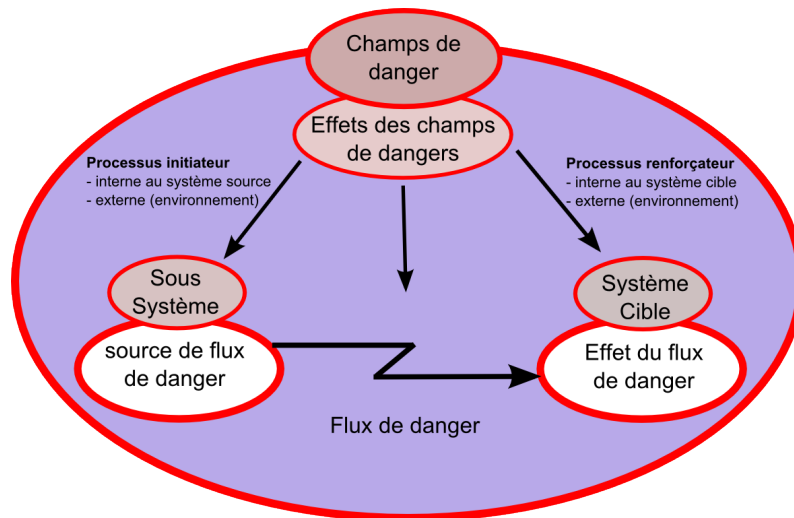 Champs de
danger
Effets des champs
de dangers
Processus initiateur
- interne au système source
- externe (environnement)
Processus renforçateur
- interne au système cible
- externe (environnement)
Sous
Système
source de flux
de danger
Système
Cible
Effet du flux
de danger
Flux de danger